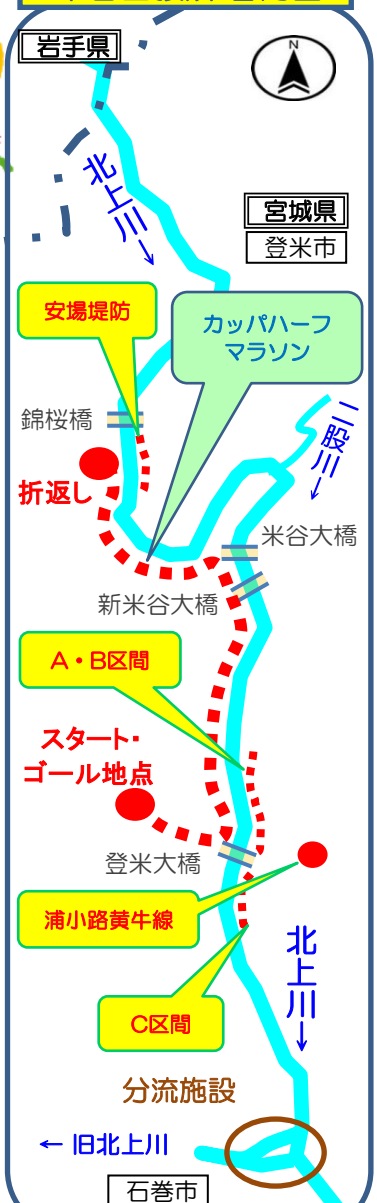 岩手県
N
北上川→
宮城県
登米市
安場堤防
カッパハーフ
マラソン
二股川→
錦桜橋
折返し
米谷大橋
新米谷大橋
A・B区間
スタート・
ゴール地点
登米大橋
浦小路黄牛線
北上川→
C区間
分流施設
← 旧北上川
石巻市